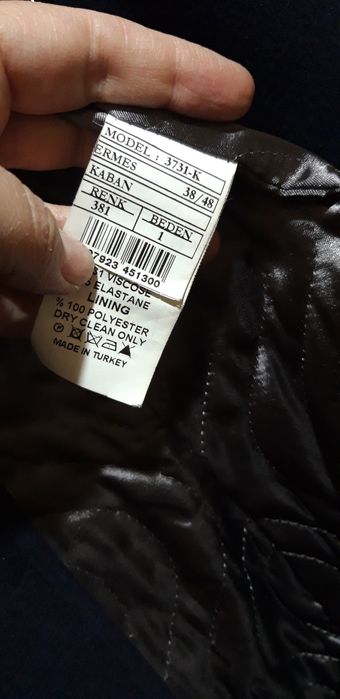 MODEL : 3731-K
ERMES
KABAN 38/48
RENK BEDEN
381 1
7923 451300
VISCOSE
ELASTANE
LINING
% 100 POLYESTER
DRY CLEAN ONLY
MADE IN TURKEY